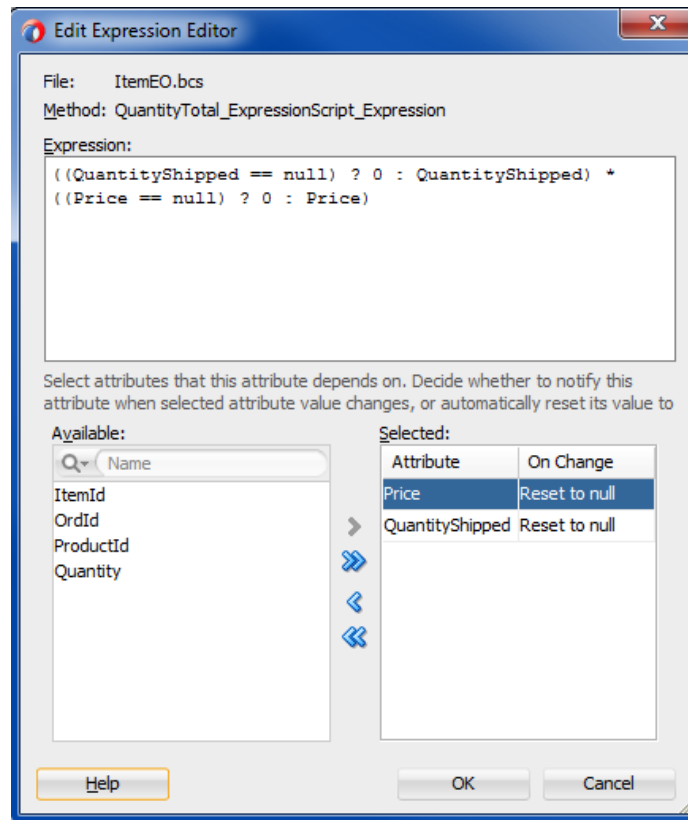 Edit Expression Editor
File: ItemEO.bcs
Method: QuantityTotal_ExpressionScript_Expression
Expression:
((QuantityShipped == null) ? 0 : QuantityShipped) *
((Price == null) ? 0 : Price)
Select attributes that this attribute depends on. Decide whether to notify this
attribute when selected attribute value changes, or automatically reset its value to
Available:
Name
ItemId
OrdId
ProductId
Quantity
Selected:
Attribute On Change
Price Reset to null
QuantityShipped Reset to null
Help OK Cancel